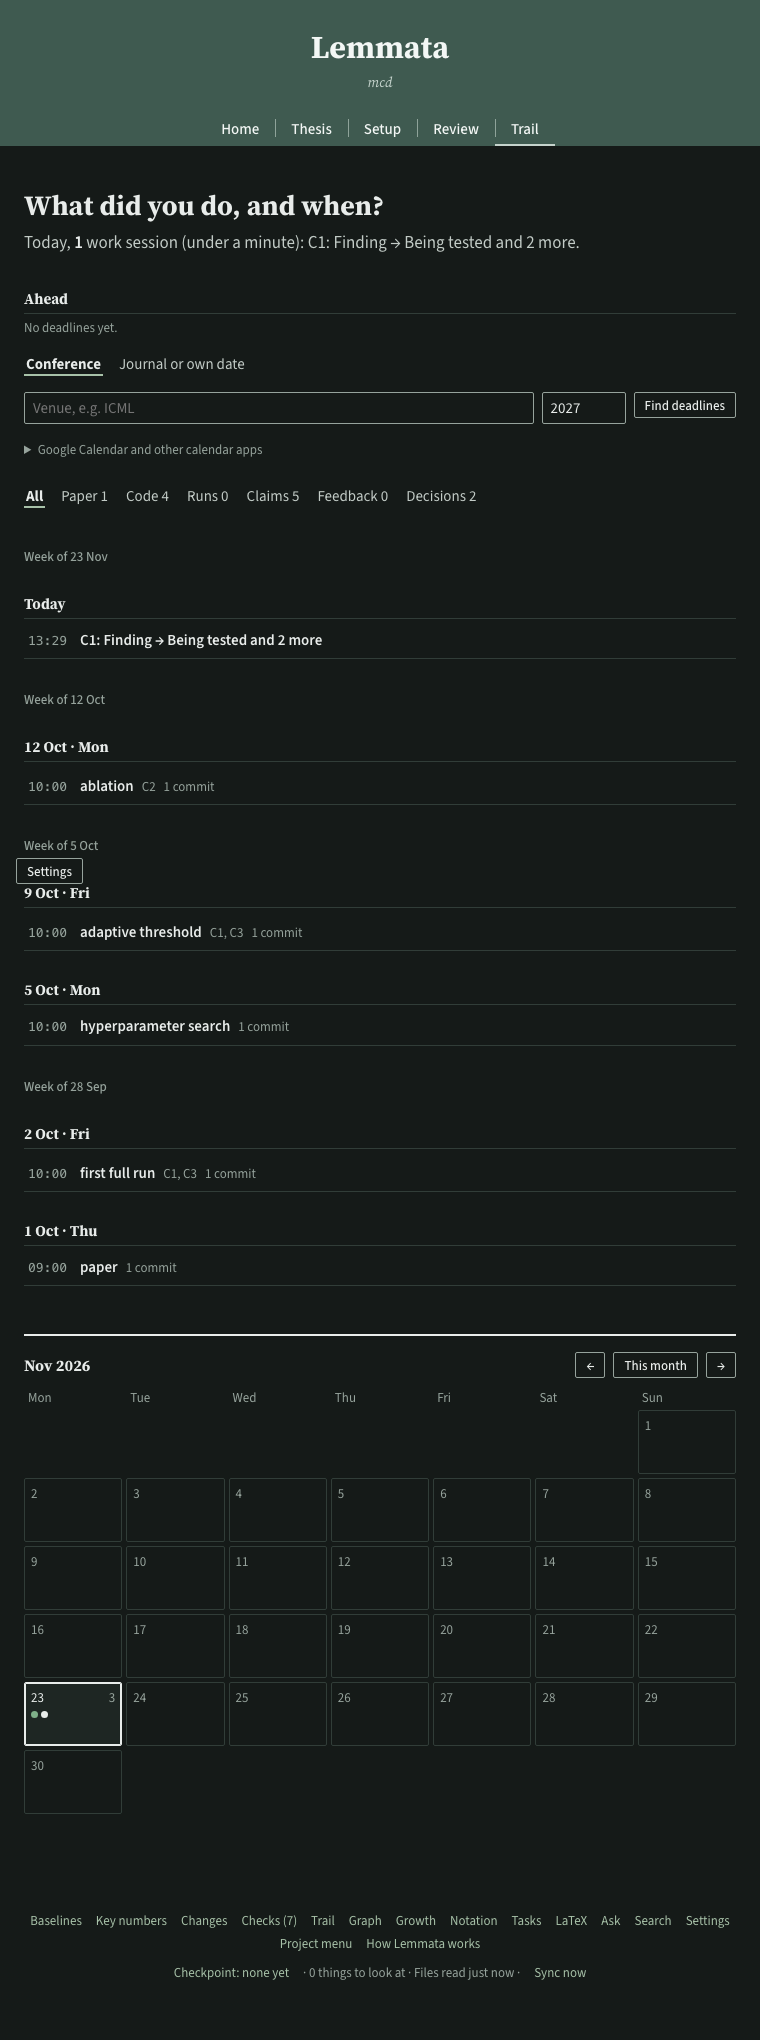 Lemmata
mcd
Home Thesis Setup Review Trail
What did you do, and when?
Today, 1 work session (under a minute): C1: Finding → Being tested and 2 more.
Ahead
No deadlines yet.
Conference Journal or own date
Venue, e.g. ICML 2027 Find deadlines
▶ Google Calendar and other calendar apps
All Paper 1 Code 4 Runs 0 Claims 5 Feedback 0 Decisions 2
Week of 23 Nov
Today
13:29 C1: Finding → Being tested and 2 more
Week of 12 Oct
12 Oct · Mon
10:00 ablation C2 1 commit
Week of 5 Oct
Settings
9 Oct · Fri
10:00 adaptive threshold C1, C3 1 commit
5 Oct · Mon
10:00 hyperparameter search 1 commit
Week of 28 Sep
2 Oct · Fri
10:00 first full run C1, C3 1 commit
1 Oct · Thu
09:00 paper 1 commit
Nov 2026 ← This month →
Mon Tue Wed Thu Fri Sat Sun
1
2 3 4 5 6 7 8
9 10 11 12 13 14 15
16 17 18 19 20 21 22
23 3 24 25 26 27 28 29
30
Baselines Key numbers Changes Checks (7) Trail Graph Growth Notation Tasks LaTeX Ask Search Settings
Project menu How Lemmata works
Checkpoint: none yet · 0 things to look at · Files read just now · Sync now